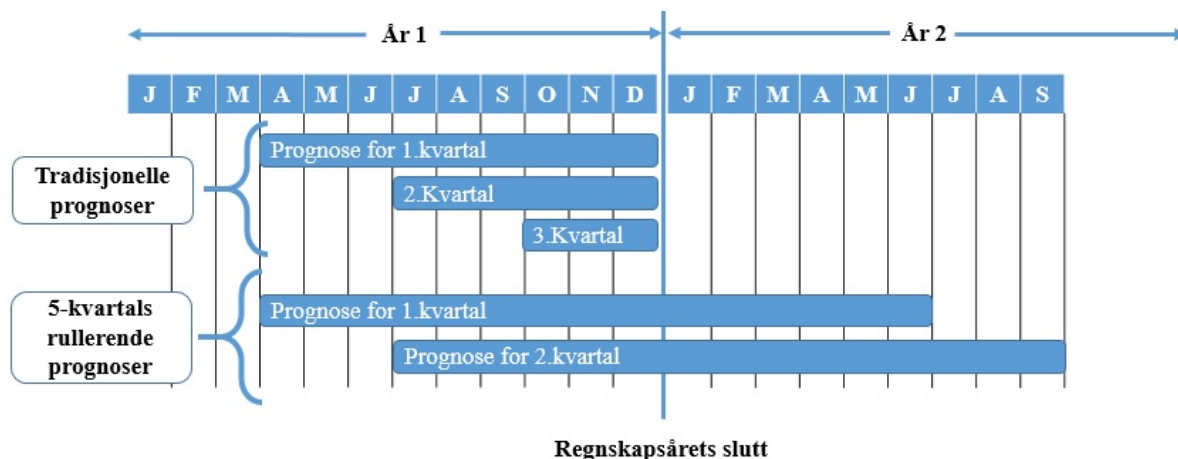 År 1
År 2
J F M A M J J A S O N D J F M A M J J A S
Prognose for 1.kvartal
Tradisjonelle
prognoser
2.Kvartal
3.Kvartal
5-kvartals
rullerende
prognoser
Prognose for 1.kvartal
Prognose for 2.kvartal
Regnskapsårets slutt